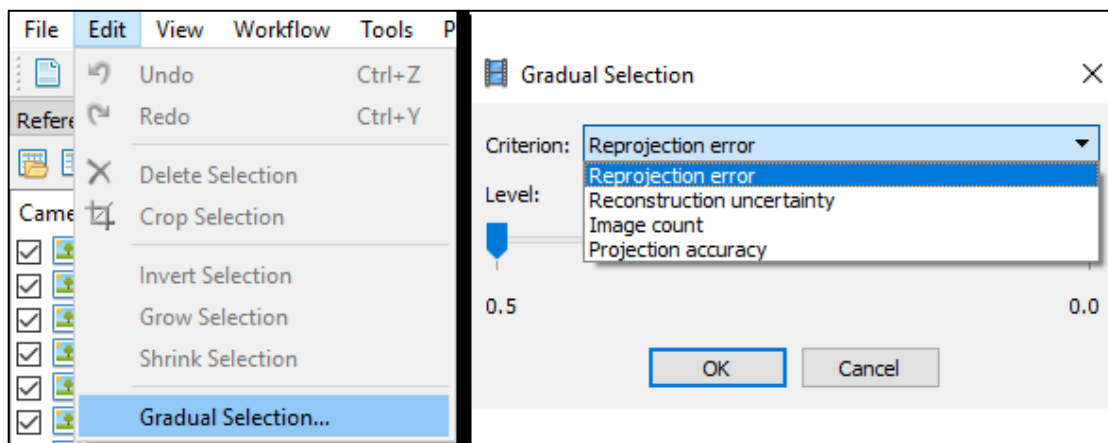 File Edit View Workflow Tools P
Undo Ctrl+Z
Redo Ctrl+Y
Refere
Delete Selection
Came
Crop Selection
Invert Selection
Grow Selection
Shrink Selection
Gradual Selection...
Gradual Selection
Criterion: Reprojection error
Reprojection error
Level:
Reconstruction uncertainty
Image count
Projection accuracy
0.5 0.0
OK Cancel